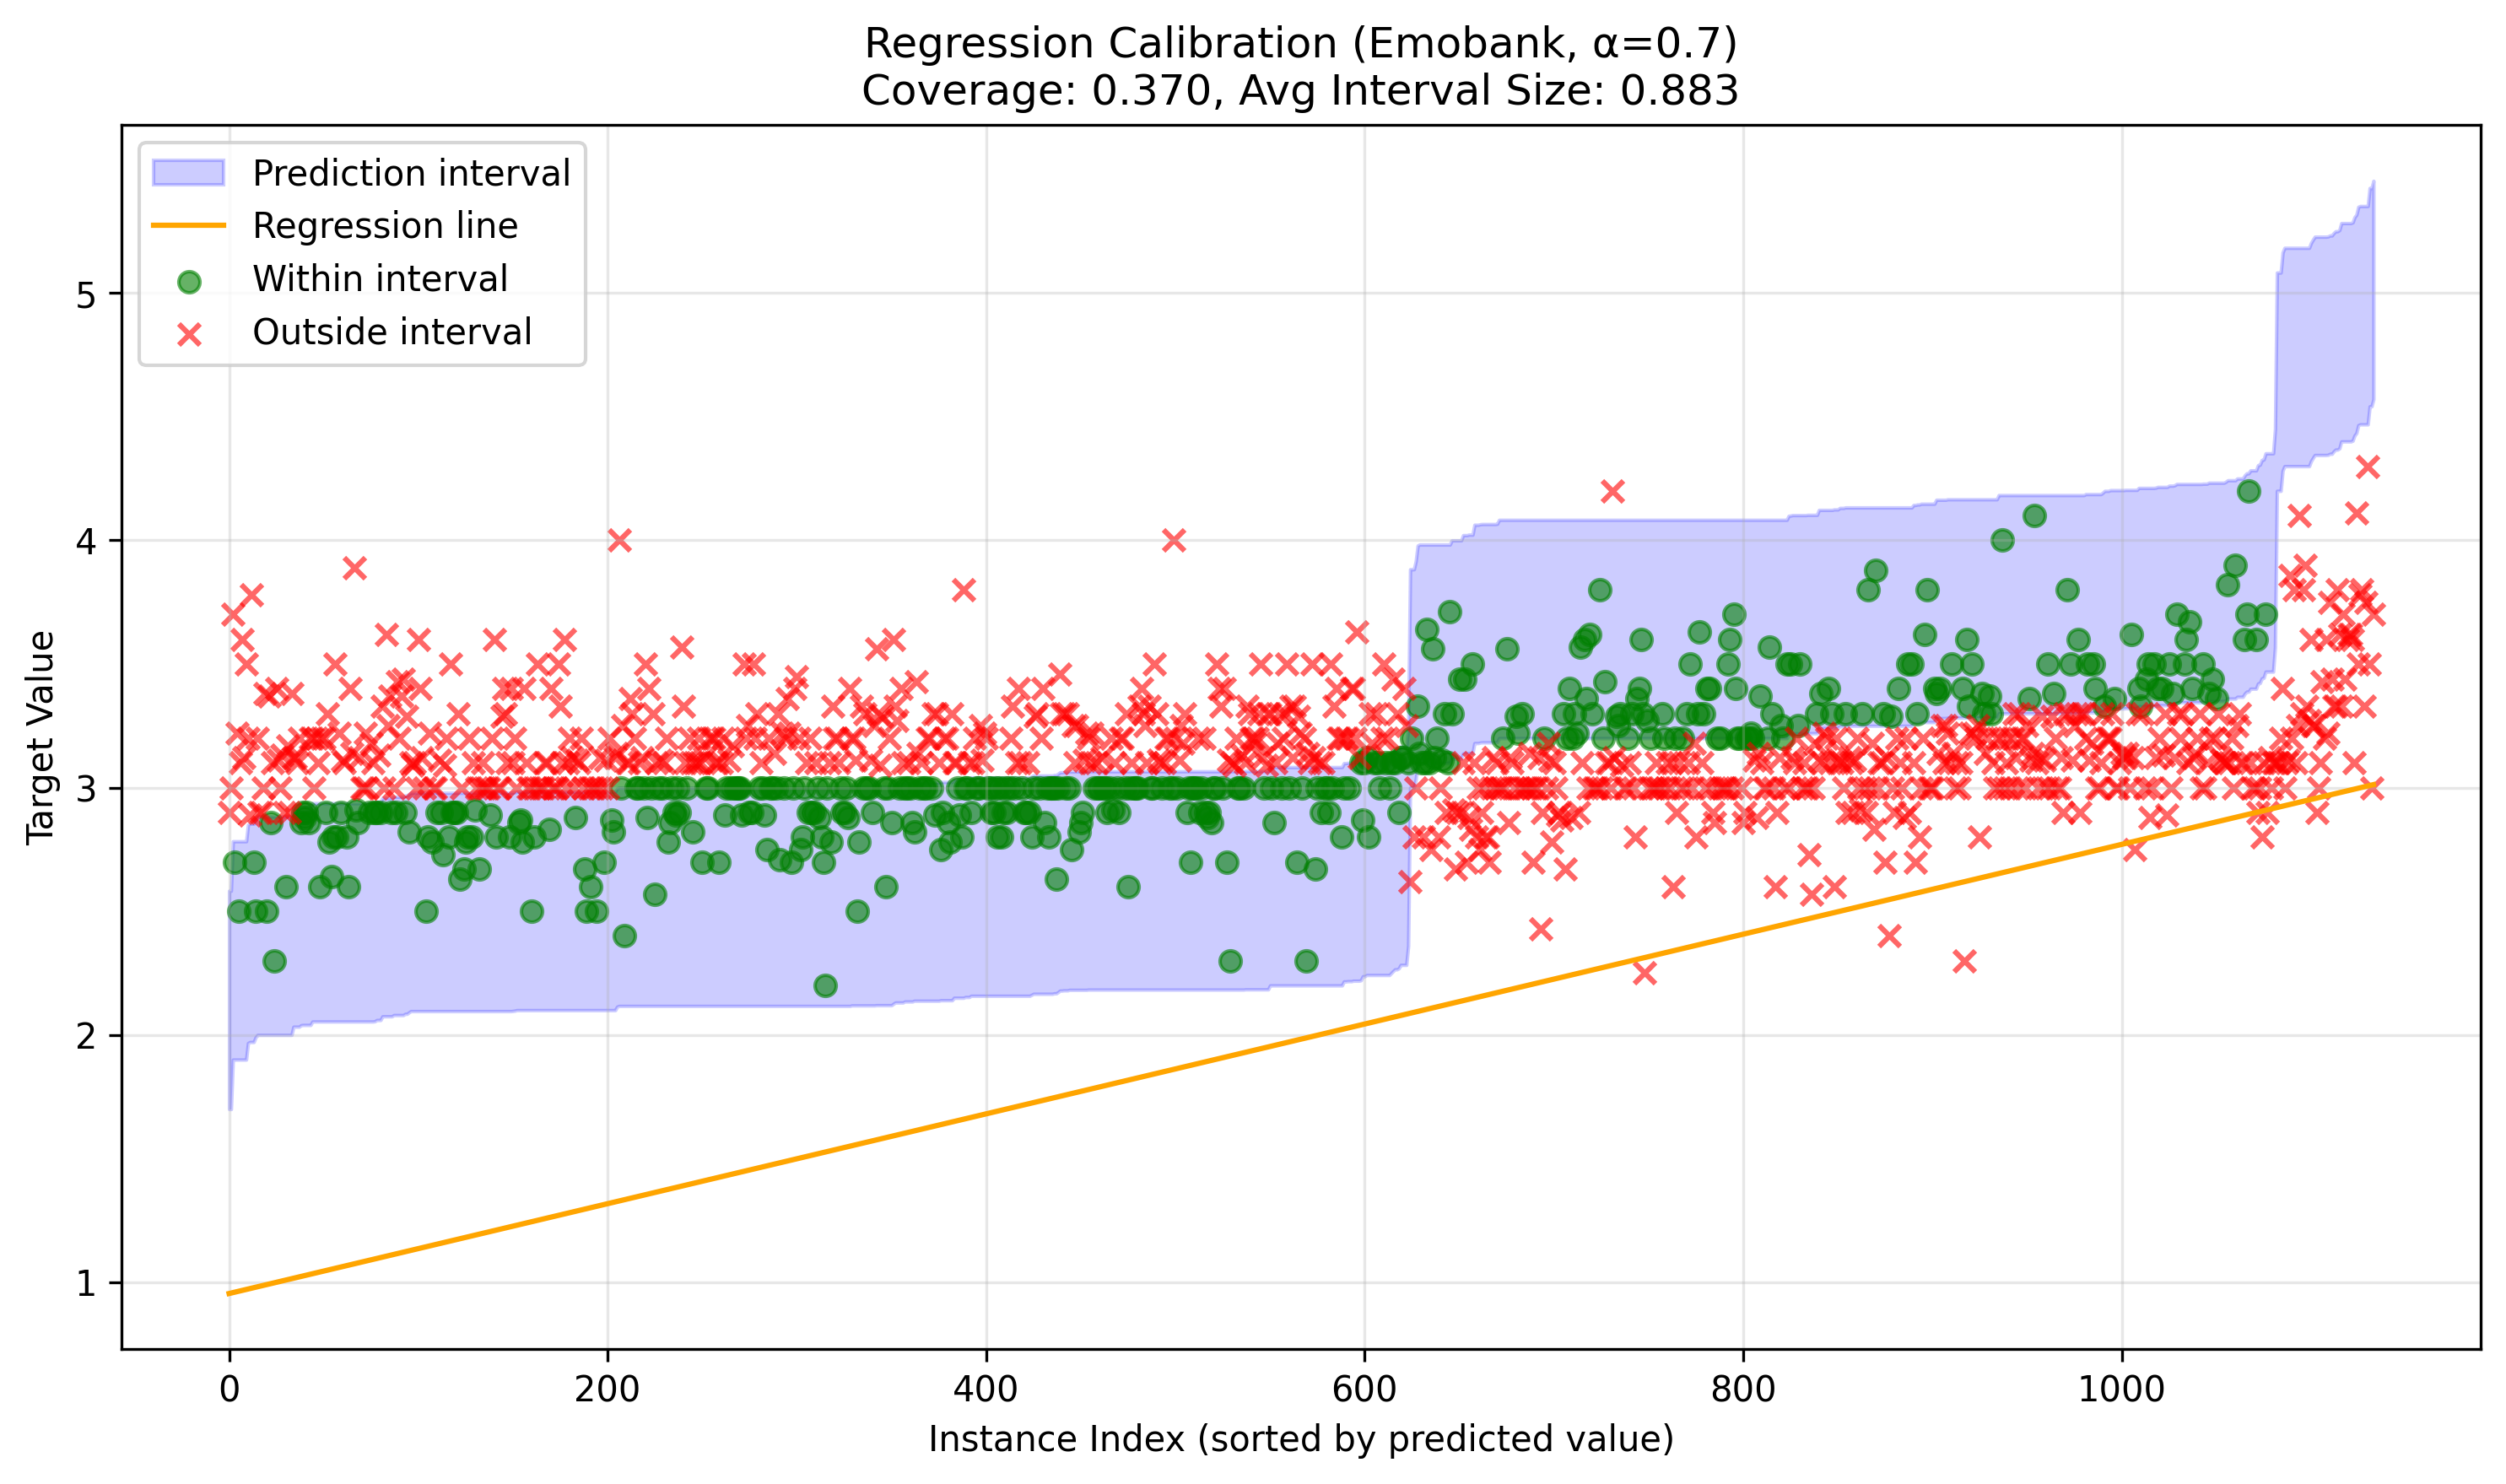 Regression Calibration (Emobank, α=0.7)
Coverage: 0.370, Avg Interval Size: 0.883
Prediction interval
Regression line
Within interval
Outside interval
Target Value
5
4
3
2
1
0
200
400
600
800
1000
Instance Index (sorted by predicted value)